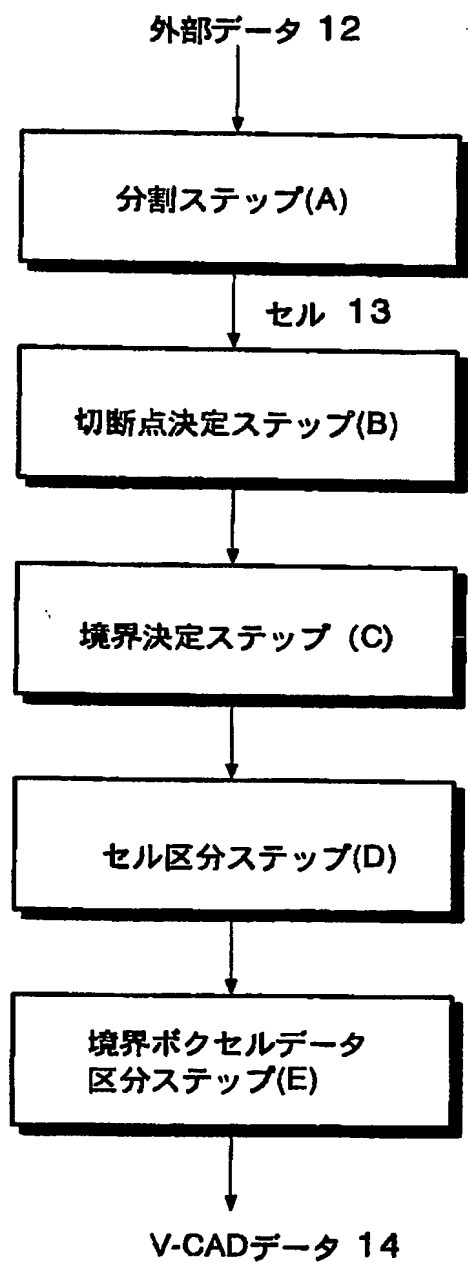 外部データ 12
分割ステップ(A)
セル 13
切断点決定ステップ(B)
境界決定ステップ (C)
セル区分ステップ(D)
境界ボクセルデータ
区分ステップ(E)
V-CADデータ 14